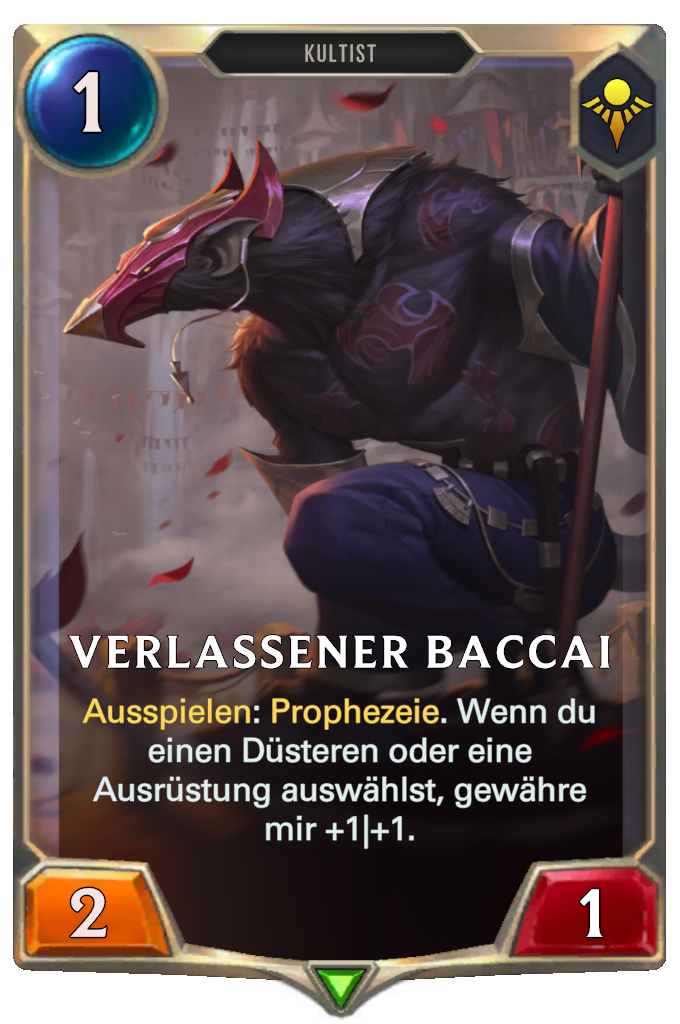 KULTIST
1
VERLASSENER BACCAI
Ausspielen: Prophezeie. Wenn du
einen Düsteren oder eine
Ausrüstung auswählst, gewähre
mir +1|+1.
2
1